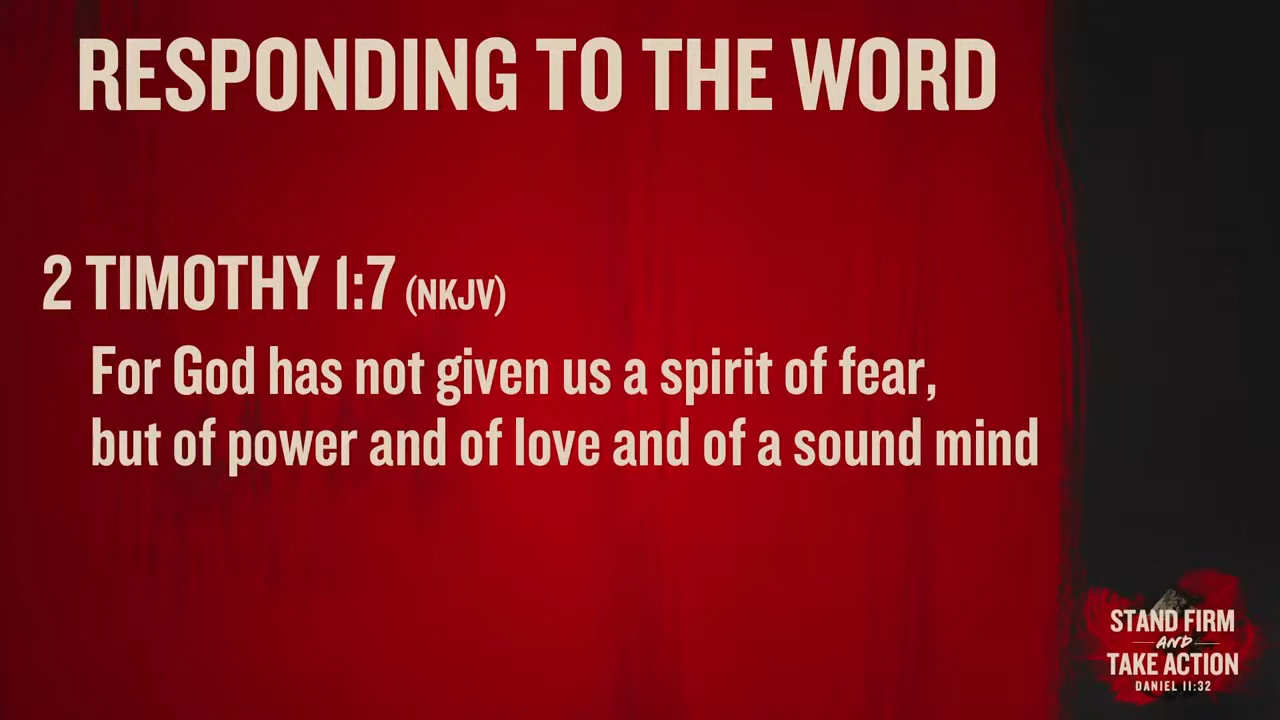 RESPONDING TO THE WORD
2 TIMOTHY 1:7 (NKJV)
For God has not given us a spirit of fear,
but of power and of love and of a sound mind
STAND FIRM
AND
TAKE ACTION
DANIEL 11:32